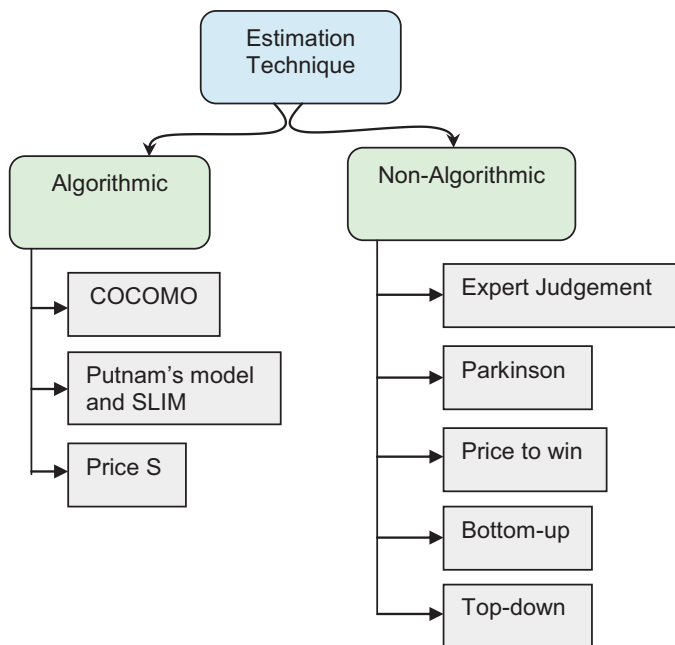 Estimation
Technique
Algorithmic
COCOMO
Putnam’s model
and SLIM
Price S
Non-Algorithmic
Expert Judgement
Parkinson
Price to win
Bottom-up
Top-down